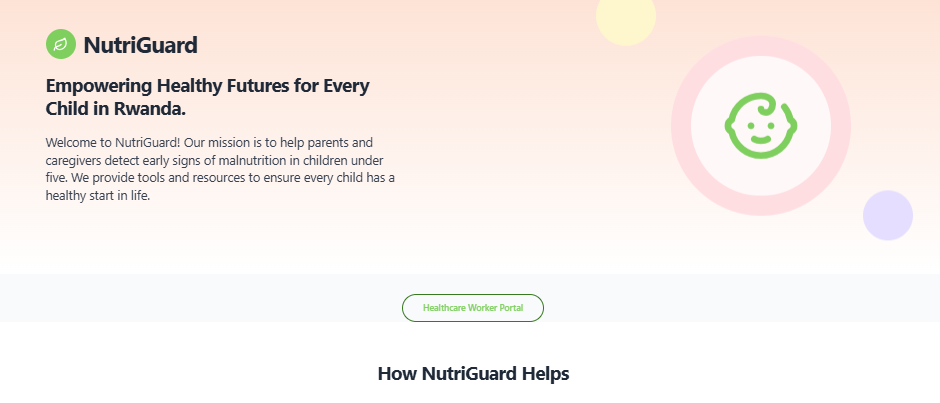 NutriGuard
Empowering Healthy Futures for Every
Child in Rwanda.
Welcome to NutriGuard! Our mission is to help parents and
caregivers detect early signs of malnutrition in children under
five. We provide tools and resources to ensure every child has a
healthy start in life.
Healthcare Worker Portal
How NutriGuard Helps